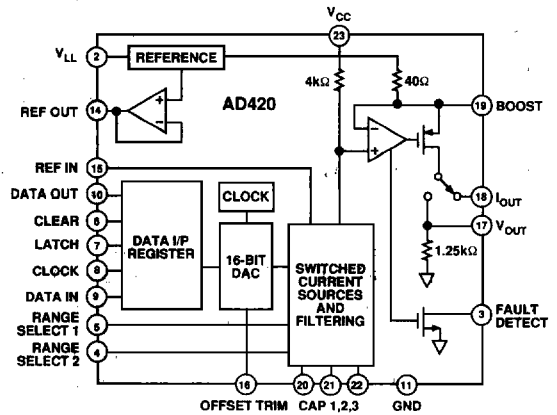 VCC
23
VLL
2
REFERENCE
4kΩ
40Ω
AD420
REF OUT
14
19
BOOST
+
−
−
+
REF IN
15
DATA OUT
10
CLOCK
18
IOUT
CLEAR
6
17
VOUT
LATCH
7
DATA I/P
REGISTER
16-BIT
DAC
SWITCHED
CURRENT
SOURCES
AND
FILTERING
1.25kΩ
CLOCK
8
DATA IN
9
3
FAULT
DETECT
RANGE
SELECT 1
5
RANGE
SELECT 2
4
16
20
21
22
11
OFFSET TRIM
CAP 1,2,3
GND